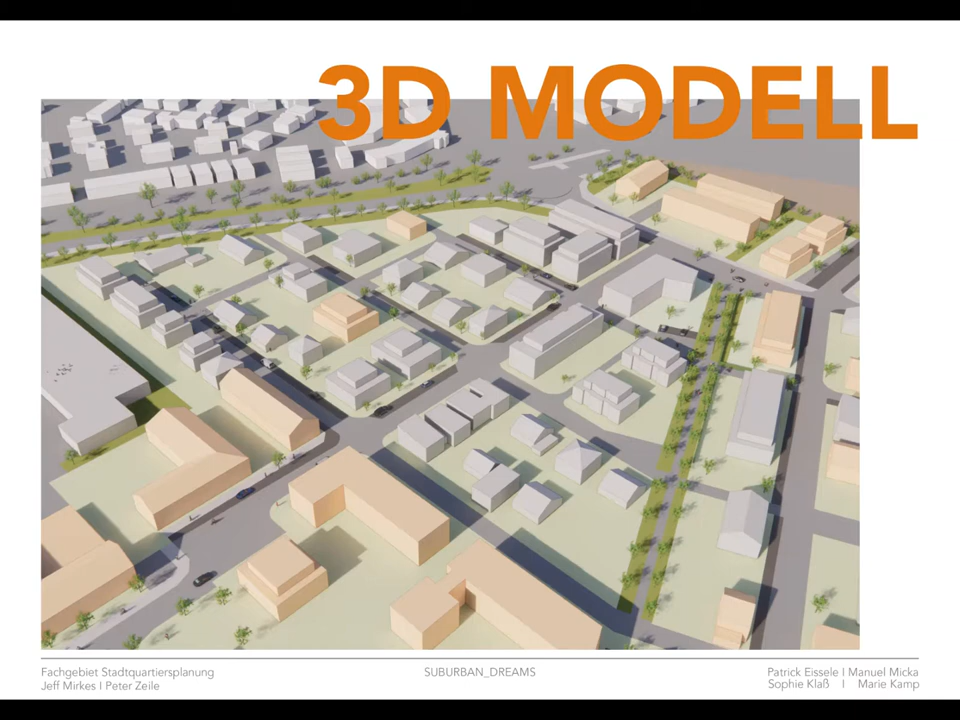 3D MODELL
Fachgebiet Stadtquartiersplanung
Jeff Mirkes I Peter Zeile
SUBURBAN_DREAMS
Patrick Eissele I Manuel Micka
Sophie Klaß I Marie Kamp